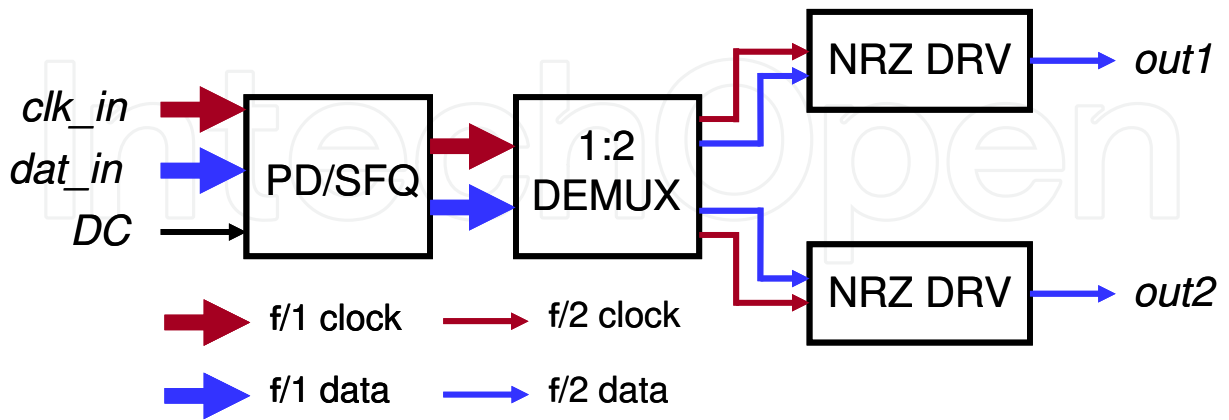 clk_in
dat_in
DC
PD/SFQ
1:2
DEMUX
NRZ DRV
out1
NRZ DRV
out2
f/1 clock
f/2 clock
f/1 data
f/2 data
IntechOpen